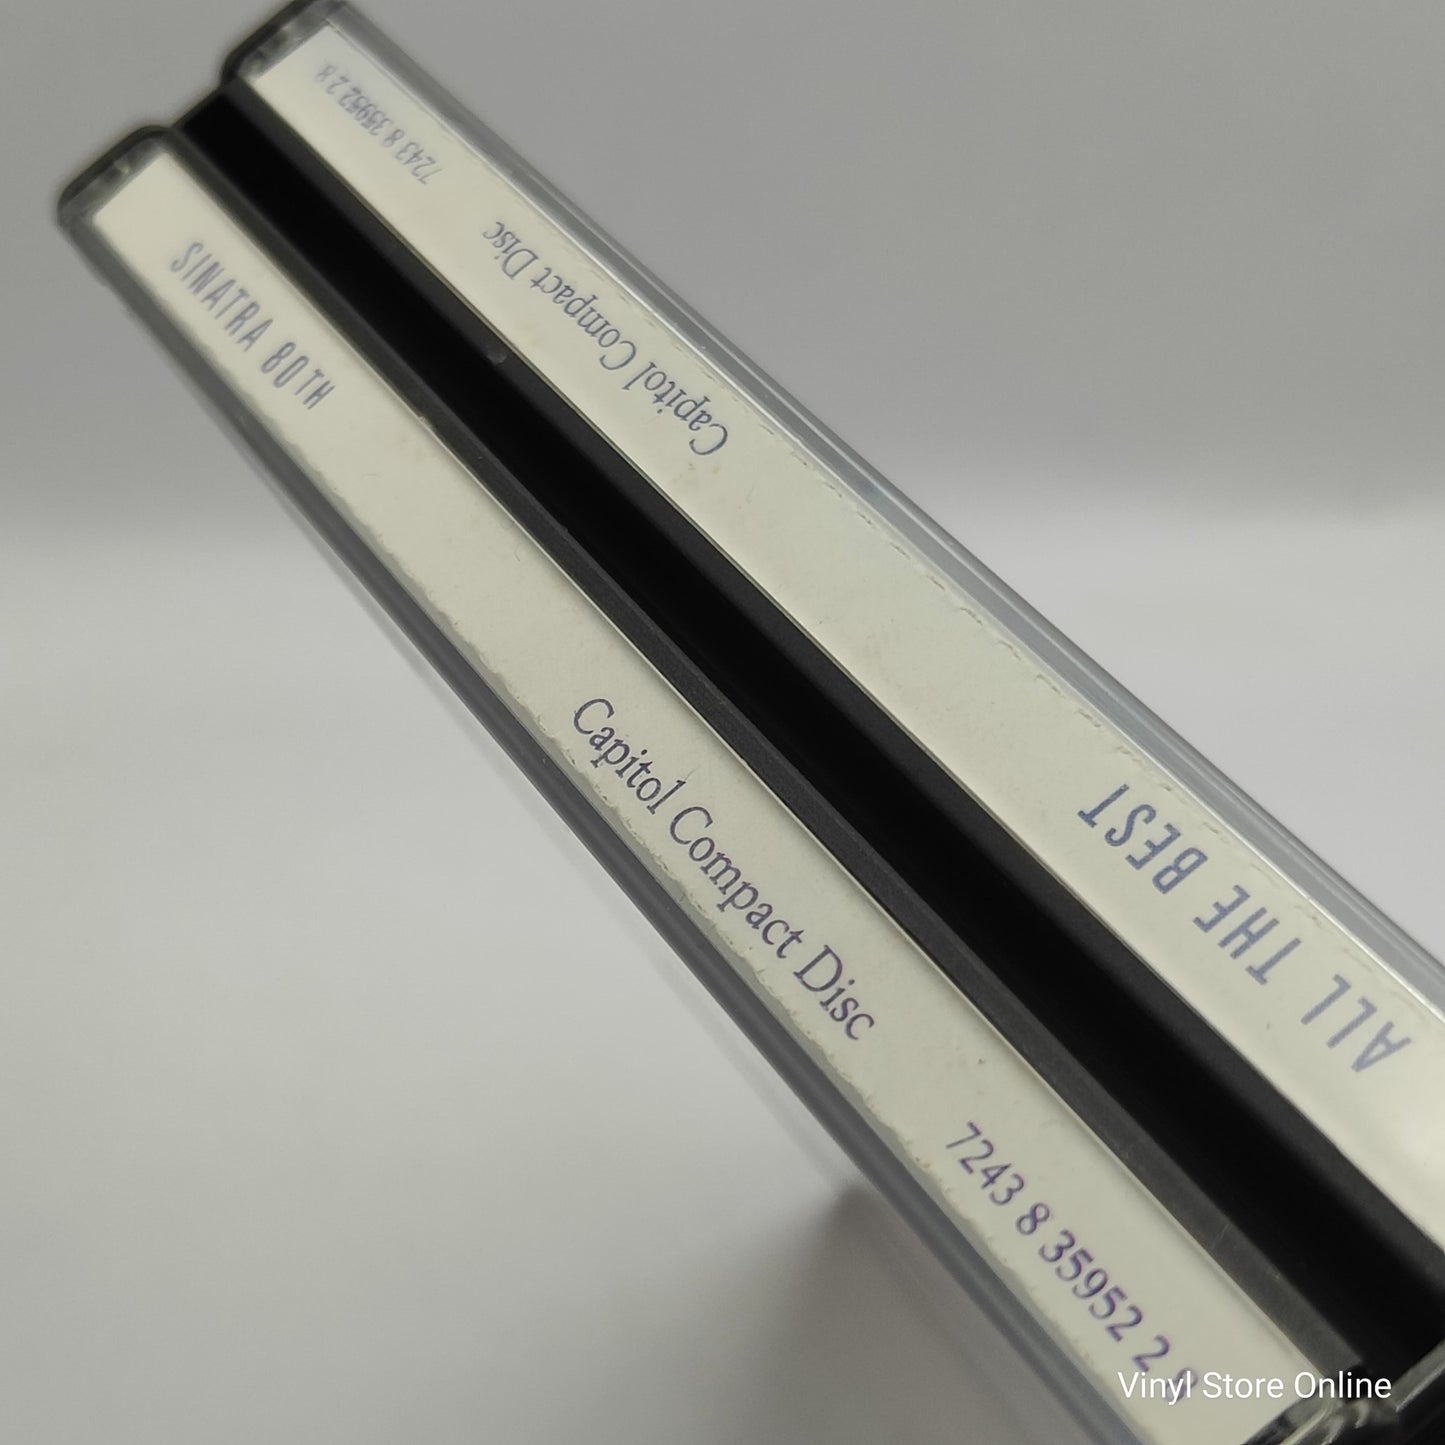 7243 8 35952 2 8
Capitol Compact Disc
ALL THE BEST
SINATRA 80TH
Capitol Compact Disc
7243 8 35952 2 8
Vinyl Store Online